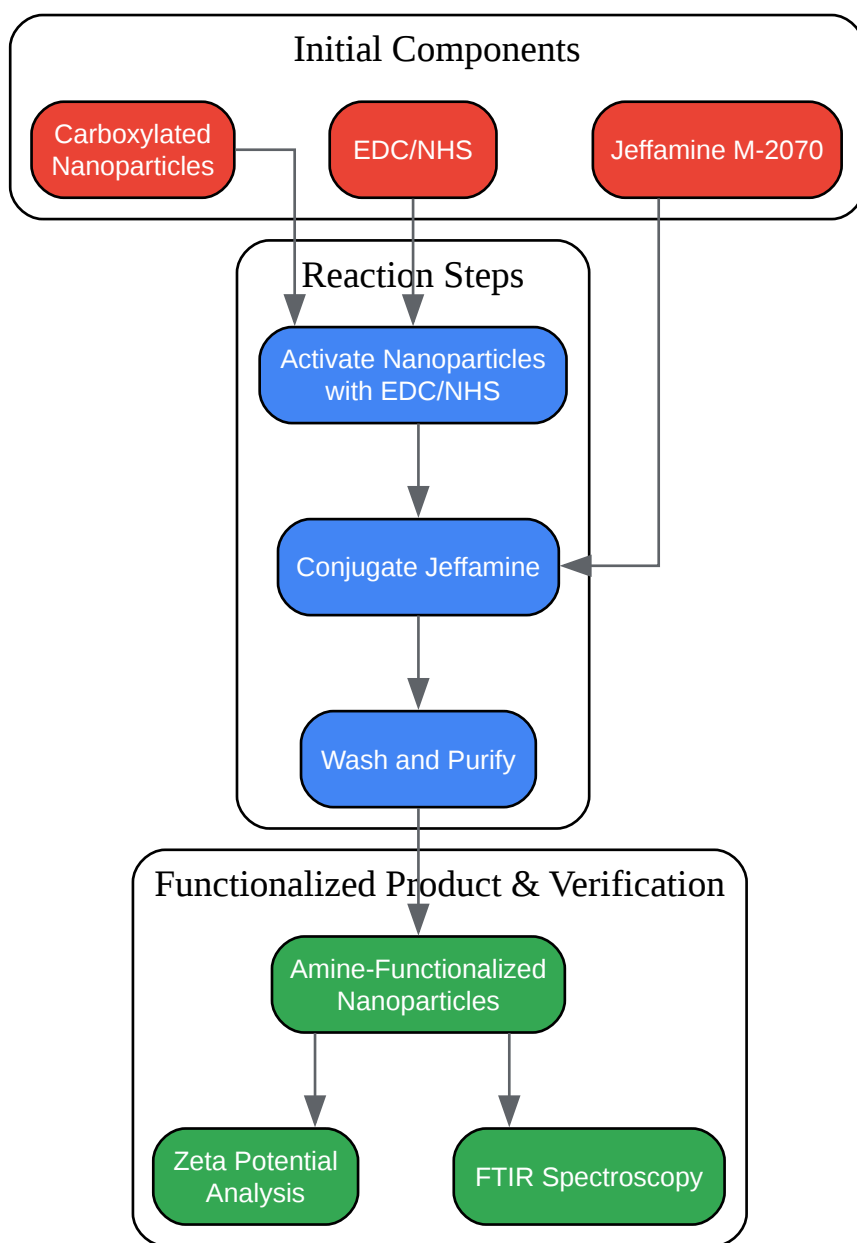 Initial Components
Carboxylated
Nanoparticles
EDC/NHS
Jeffamine M-2070
Reaction Steps
Activate Nanoparticles
with EDC/NHS
Conjugate Jeffamine
Wash and Purify
Functionalized Product & Verification
Amine-Functionalized
Nanoparticles
Zeta Potential
Analysis
FTIR Spectroscopy